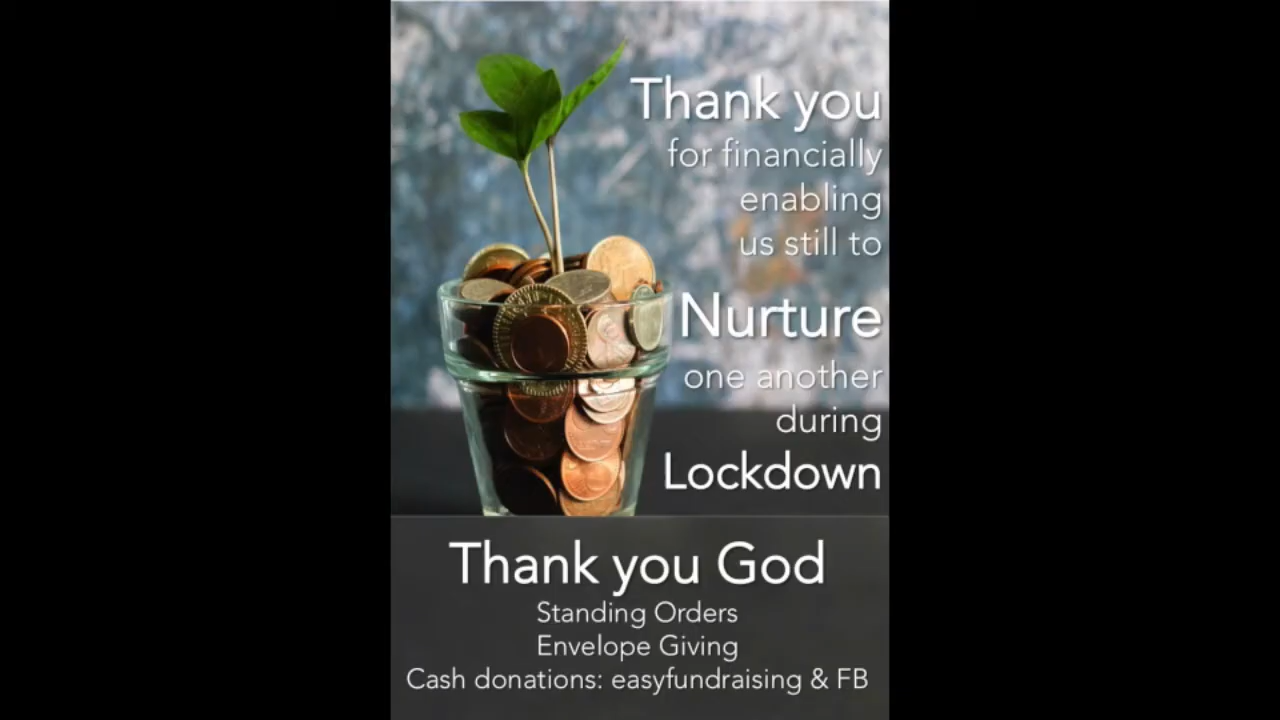 Thank you
for financially
enabling
us still to
Nurture
one another
during
Lockdown
Thank you God
Standing Orders
Envelope Giving
Cash donations: easyfundraising & FB